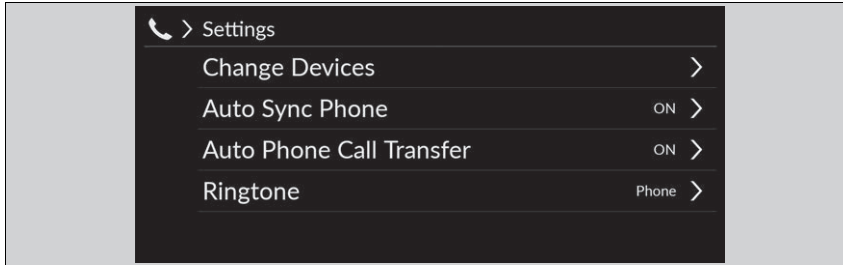 Settings
Change Devices
Auto Sync Phone ON
Auto Phone Call Transfer ON
Ringtone Phone